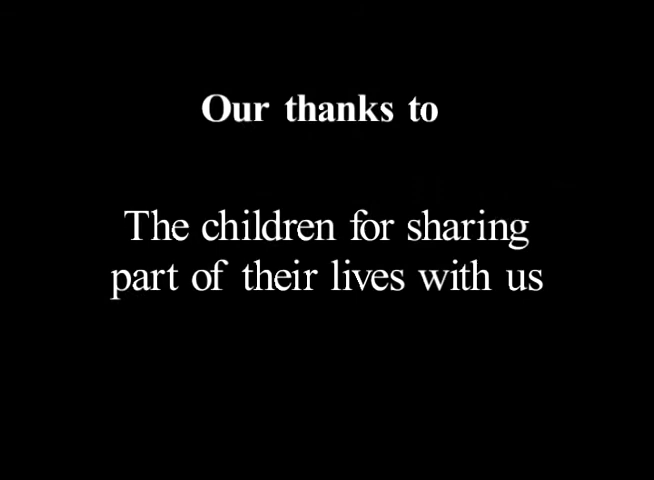 Our thanks to
The children for sharing
part of their lives with us